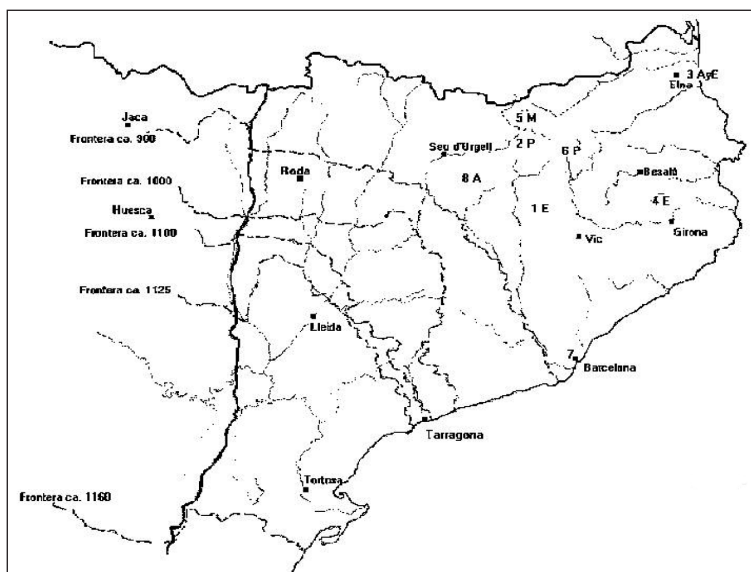 3 AyE
Elna
Jaca
Frontera ca. 900
5 M
2 P
Seu d'Urgell
6 P
Roda
8 A
Besalú
Frontera ca. 1000
4 E
Huesca
1 E
Girona
Frontera ca. 1100
Vic
Frontera ca. 1125
Lleida
7
Barcelona
Tarragona
Tortosa
Frontera ca. 1160